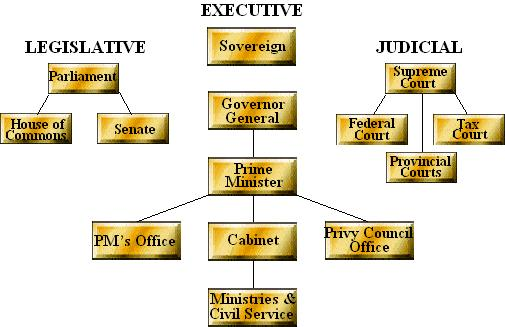 EXECUTIVE
LEGISLATIVE
JUDICIAL
Sovereign
Parliament
Supreme
Court
House of
Commons
Senate
Governor
General
Federal
Court
Tax
Court
Provincial
Courts
Prime
Minister
PM's Office
Cabinet
Privy Council
Office
Ministries &
Civil Service